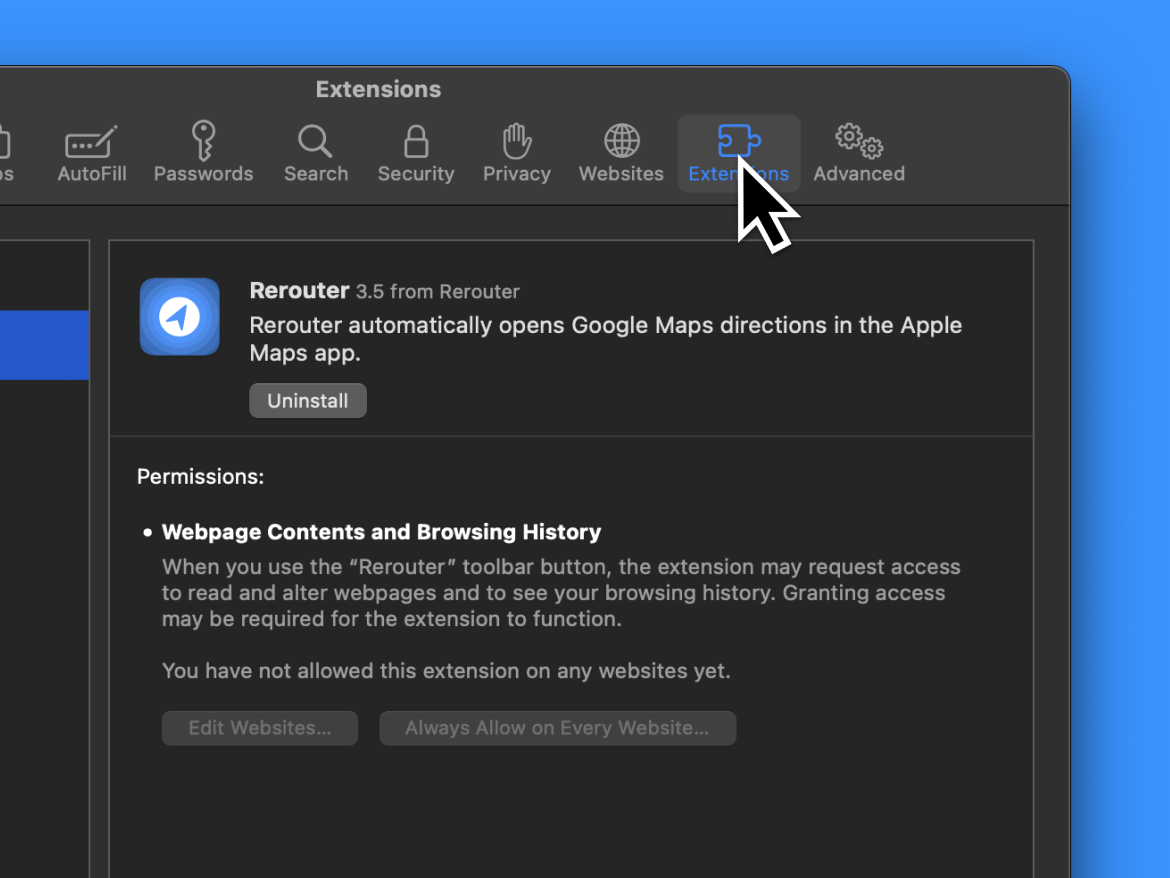 Extensions
AutoFill Passwords Search Security Privacy Websites Extensions Advanced
Rerouter 3.5 from Rerouter
Rerouter automatically opens Google Maps directions in the Apple
Maps app.
Uninstall
Permissions:
• Webpage Contents and Browsing History
When you use the “Rerouter” toolbar button, the extension may request access
to read and alter webpages and to see your browsing history. Granting access
may be required for the extension to function.
You have not allowed this extension on any websites yet.
Edit Websites... Always Allow on Every Website...